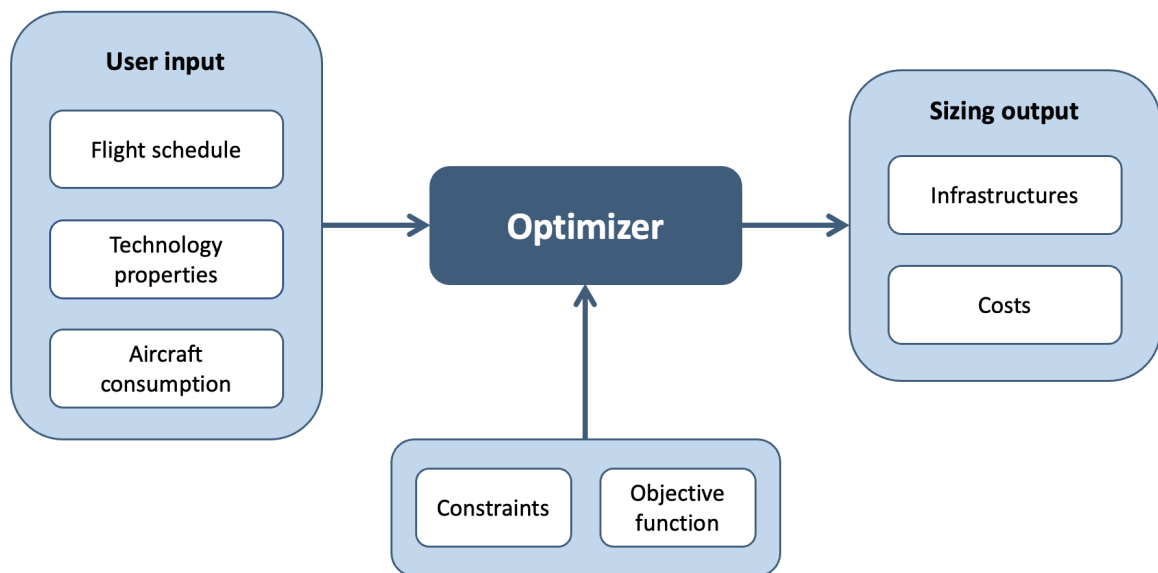 User input
Flight schedule
Technology
properties
Aircraft
consumption
Optimizer
Constraints
Objective
function
Sizing output
Infrastructures
Costs